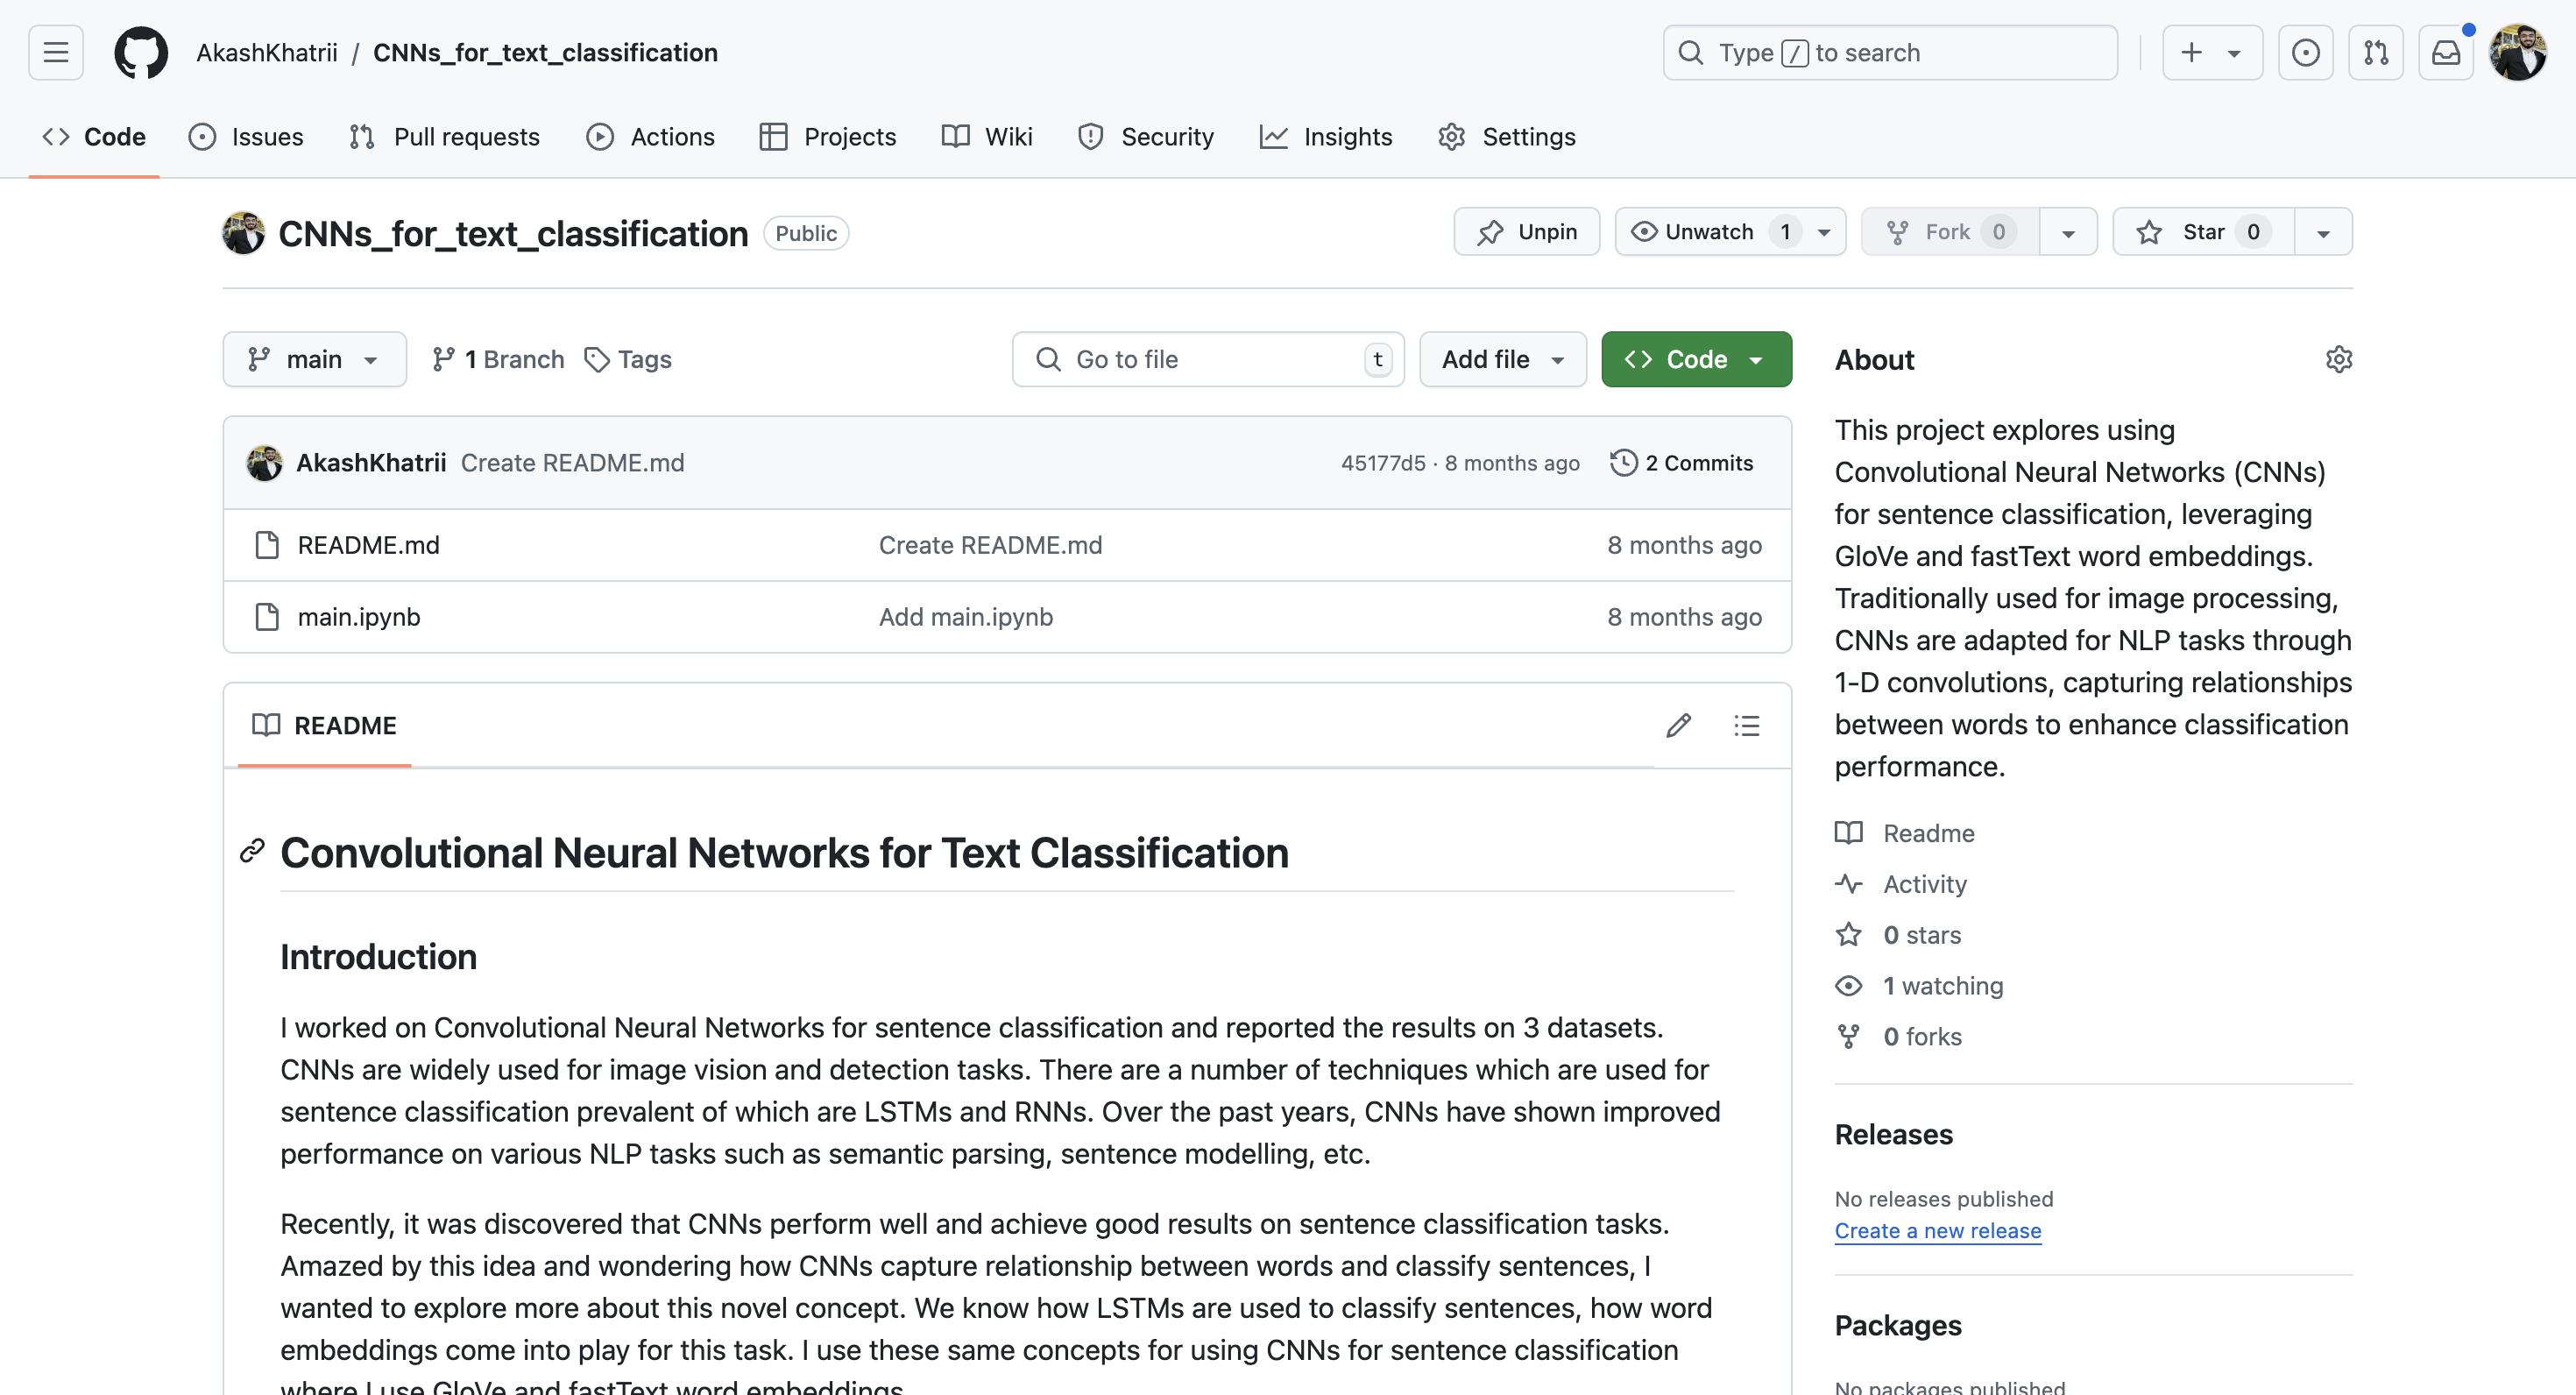 AkashKhatrii / CNNs_for_text_classification
Type / to search
Code
Issues
Pull requests
Actions
Projects
Wiki
Security
Insights
Settings
CNNs_for_text_classification
Public
Unpin
Unwatch 1
Fork 0
Star 0
main
1 Branch
Tags
Go to file
t
Add file
Code
AkashKhatrii Create README.md
45177d5 · 8 months ago
2 Commits
README.md
Create README.md
8 months ago
main.ipynb
Add main.ipynb
8 months ago
README
Convolutional Neural Networks for Text Classification
Introduction
I worked on Convolutional Neural Networks for sentence classification and reported the results on 3 datasets.
CNNs are widely used for image vision and detection tasks. There are a number of techniques which are used for
sentence classification prevalent of which are LSTMs and RNNs. Over the past years, CNNs have shown improved
performance on various NLP tasks such as semantic parsing, sentence modelling, etc.
Recently, it was discovered that CNNs perform well and achieve good results on sentence classification tasks.
Amazed by this idea and wondering how CNNs capture relationship between words and classify sentences, I
wanted to explore more about this novel concept. We know how LSTMs are used to classify sentences, how word
embeddings come into play for this task. I use these same concepts for using CNNs for sentence classification
where I use GloVe and fastText word embeddings.
About
This project explores using
Convolutional Neural Networks (CNNs)
for sentence classification, leveraging
GloVe and fastText word embeddings.
Traditionally used for image processing,
CNNs are adapted for NLP tasks through
1-D convolutions, capturing relationships
between words to enhance classification
performance.
Readme
Activity
0 stars
1 watching
0 forks
Releases
No releases published
Create a new release
Packages
No packages published